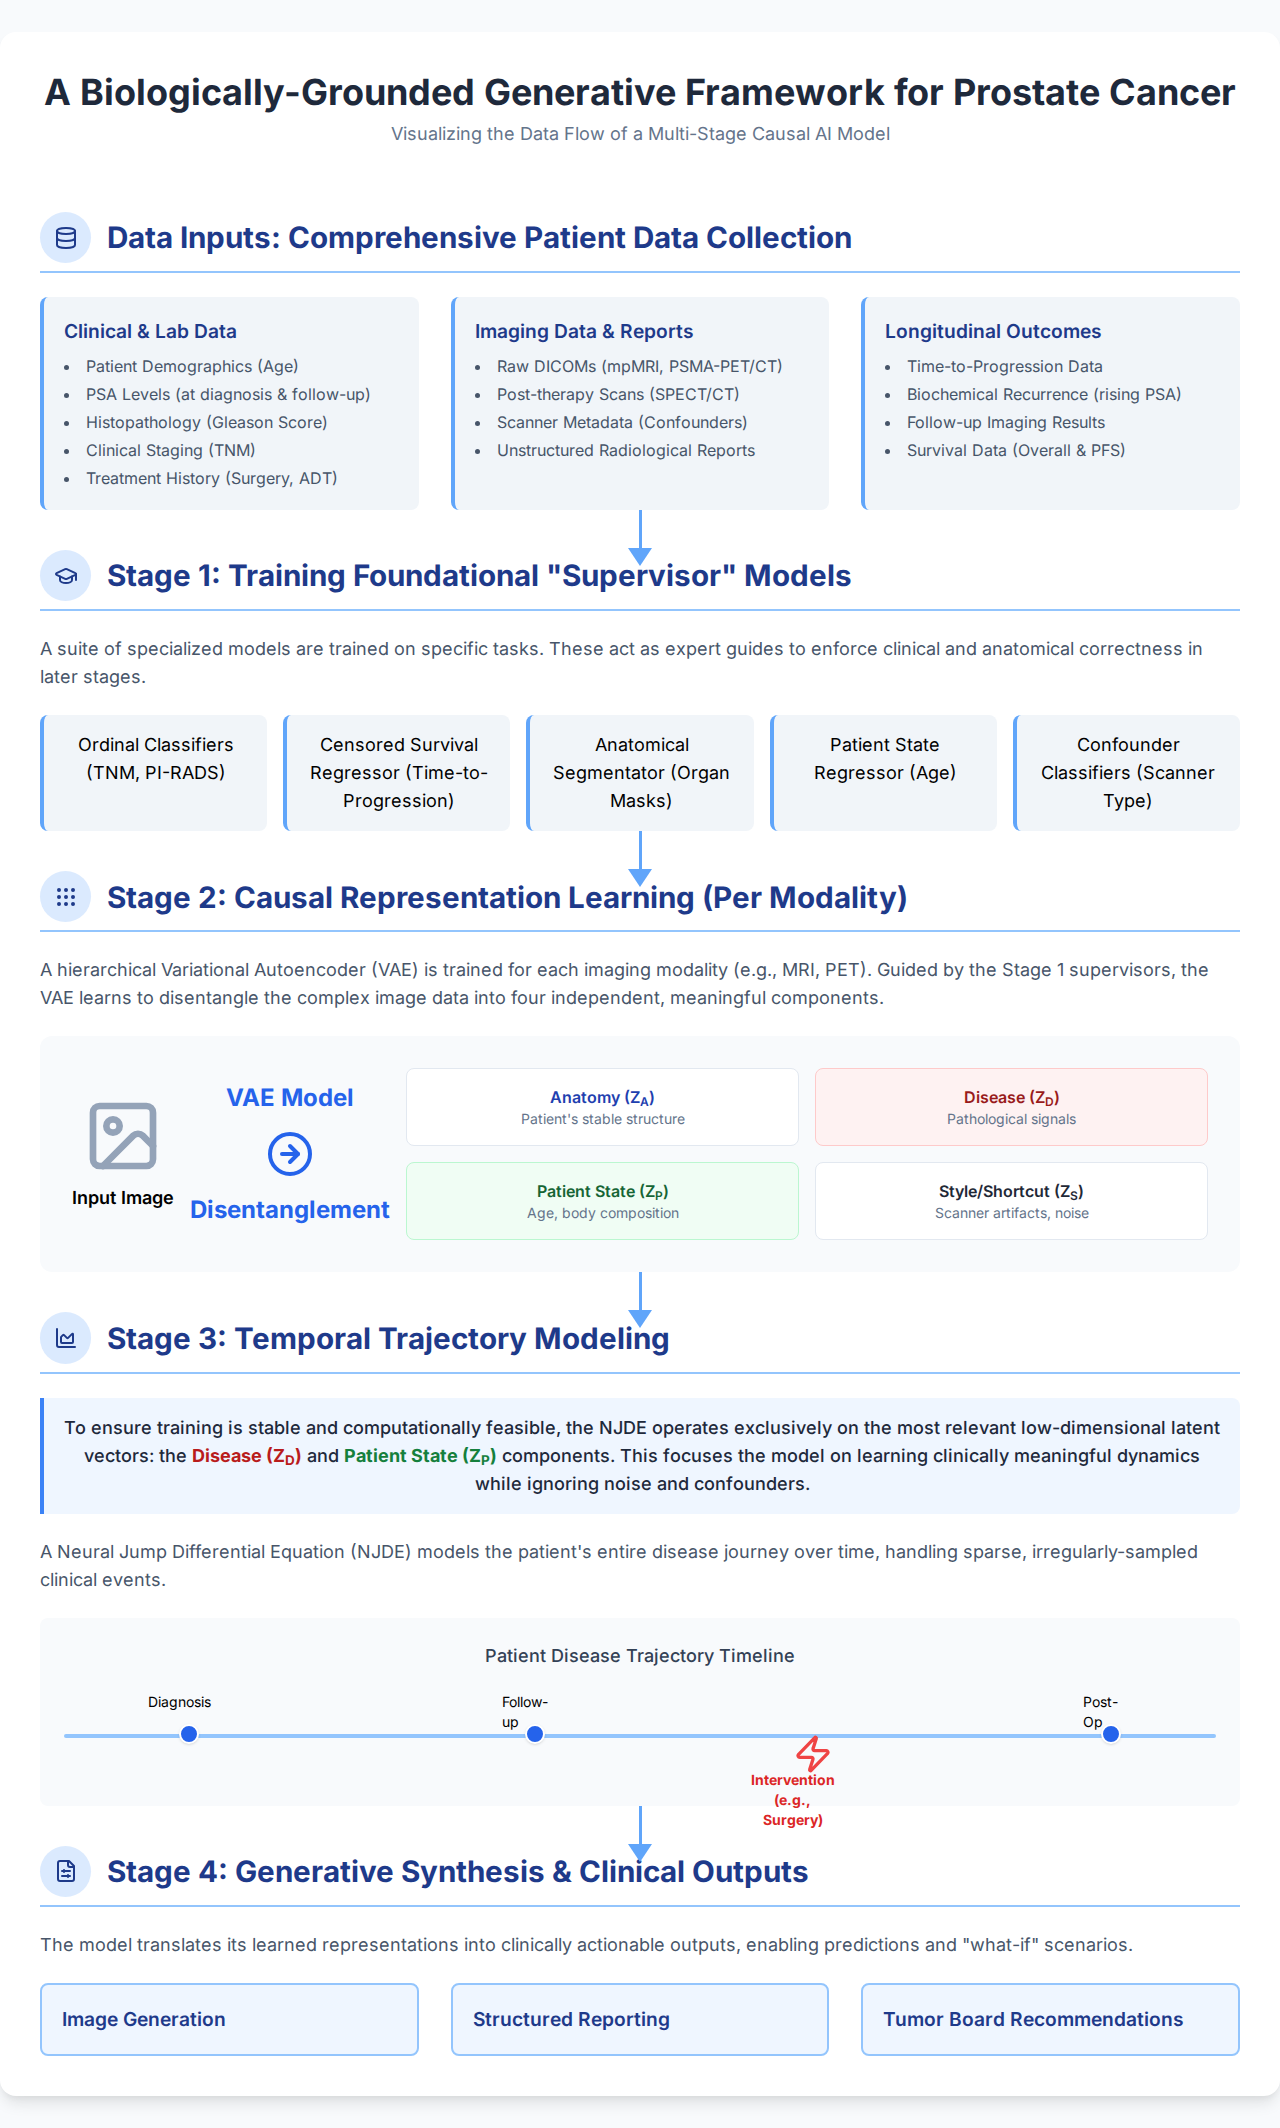 A Biologically-Grounded Generative Framework for Prostate Cancer
Visualizing the Data Flow of a Multi-Stage Causal AI Model
Data Inputs: Comprehensive Patient Data Collection
Clinical & Lab Data
• Patient Demographics (Age)
• PSA Levels (at diagnosis & follow-up)
• Histopathology (Gleason Score)
• Clinical Staging (TNM)
• Treatment History (Surgery, ADT)
Imaging Data & Reports
• Raw DICOMs (mpMRI, PSMA-PET/CT)
• Post-therapy Scans (SPECT/CT)
• Scanner Metadata (Confounders)
• Unstructured Radiological Reports
Longitudinal Outcomes
• Time-to-Progression Data
• Biochemical Recurrence (rising PSA)
• Follow-up Imaging Results
• Survival Data (Overall & PFS)
Stage 1: Training Foundational "Supervisor" Models
A suite of specialized models are trained on specific tasks. These act as expert guides to enforce clinical and anatomical correctness in
later stages.
Ordinal Classifiers
(TNM, PI-RADS)
Censored Survival
Regressor (Time-to-
Progression)
Anatomical
Segmentator (Organ
Masks)
Patient State
Regressor (Age)
Confounder
Classifiers (Scanner
Type)
Stage 2: Causal Representation Learning (Per Modality)
A hierarchical Variational Autoencoder (VAE) is trained for each imaging modality (e.g., MRI, PET). Guided by the Stage 1 supervisors, the
VAE learns to disentangle the complex image data into four independent, meaningful components.
Input Image
VAE Model
Disentanglement
Anatomy (Z_A)
Patient's stable structure
Disease (Z_D)
Pathological signals
Patient State (Z_P)
Age, body composition
Style/Shortcut (Z_S)
Scanner artifacts, noise
Stage 3: Temporal Trajectory Modeling
To ensure training is stable and computationally feasible, the NJDE operates exclusively on the most relevant low-dimensional latent
vectors: the Disease (Z_D) and Patient State (Z_P) components. This focuses the model on learning clinically meaningful dynamics
while ignoring noise and confounders.
A Neural Jump Differential Equation (NJDE) models the patient's entire disease journey over time, handling sparse, irregularly-sampled
clinical events.
Patient Disease Trajectory Timeline
Diagnosis
Follow-
up
Post-
Op
Intervention
(e.g.,
Surgery)
Stage 4: Generative Synthesis & Clinical Outputs
The model translates its learned representations into clinically actionable outputs, enabling predictions and "what-if" scenarios.
Image Generation
Structured Reporting
Tumor Board Recommendations